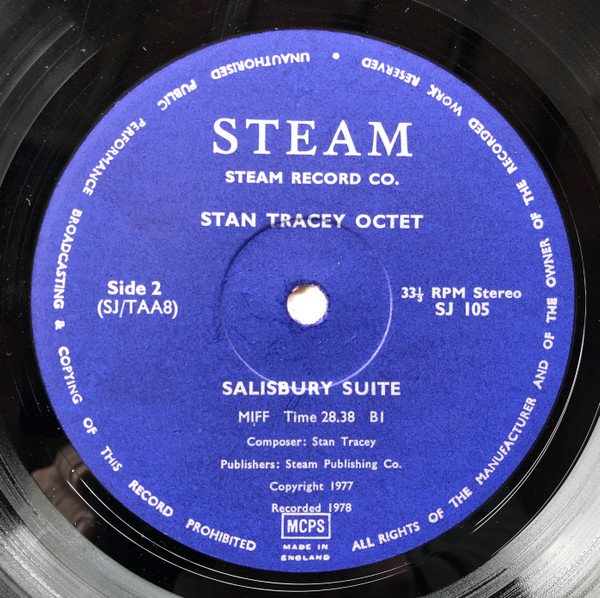 ALL RIGHTS OF THE MANUFACTURER AND OF THE OWNER OF THE RECORDED WORK RESERVED • UNAUTHORISED PUBLIC PERFORMANCE BROADCASTING & COPYING OF THIS RECORD PROHIBITED
STEAM
STEAM RECORD CO.
STAN TRACEY OCTET
Side 2
(SJ/TAA8)
33⅓ RPM Stereo
SJ 105
SALISBURY SUITE
MIFF Time 28.38 B1
Composer: Stan Tracey
Publishers: Steam Publishing Co.
Copyright 1977
Recorded 1978
MCPS
MADE IN
ENGLAND